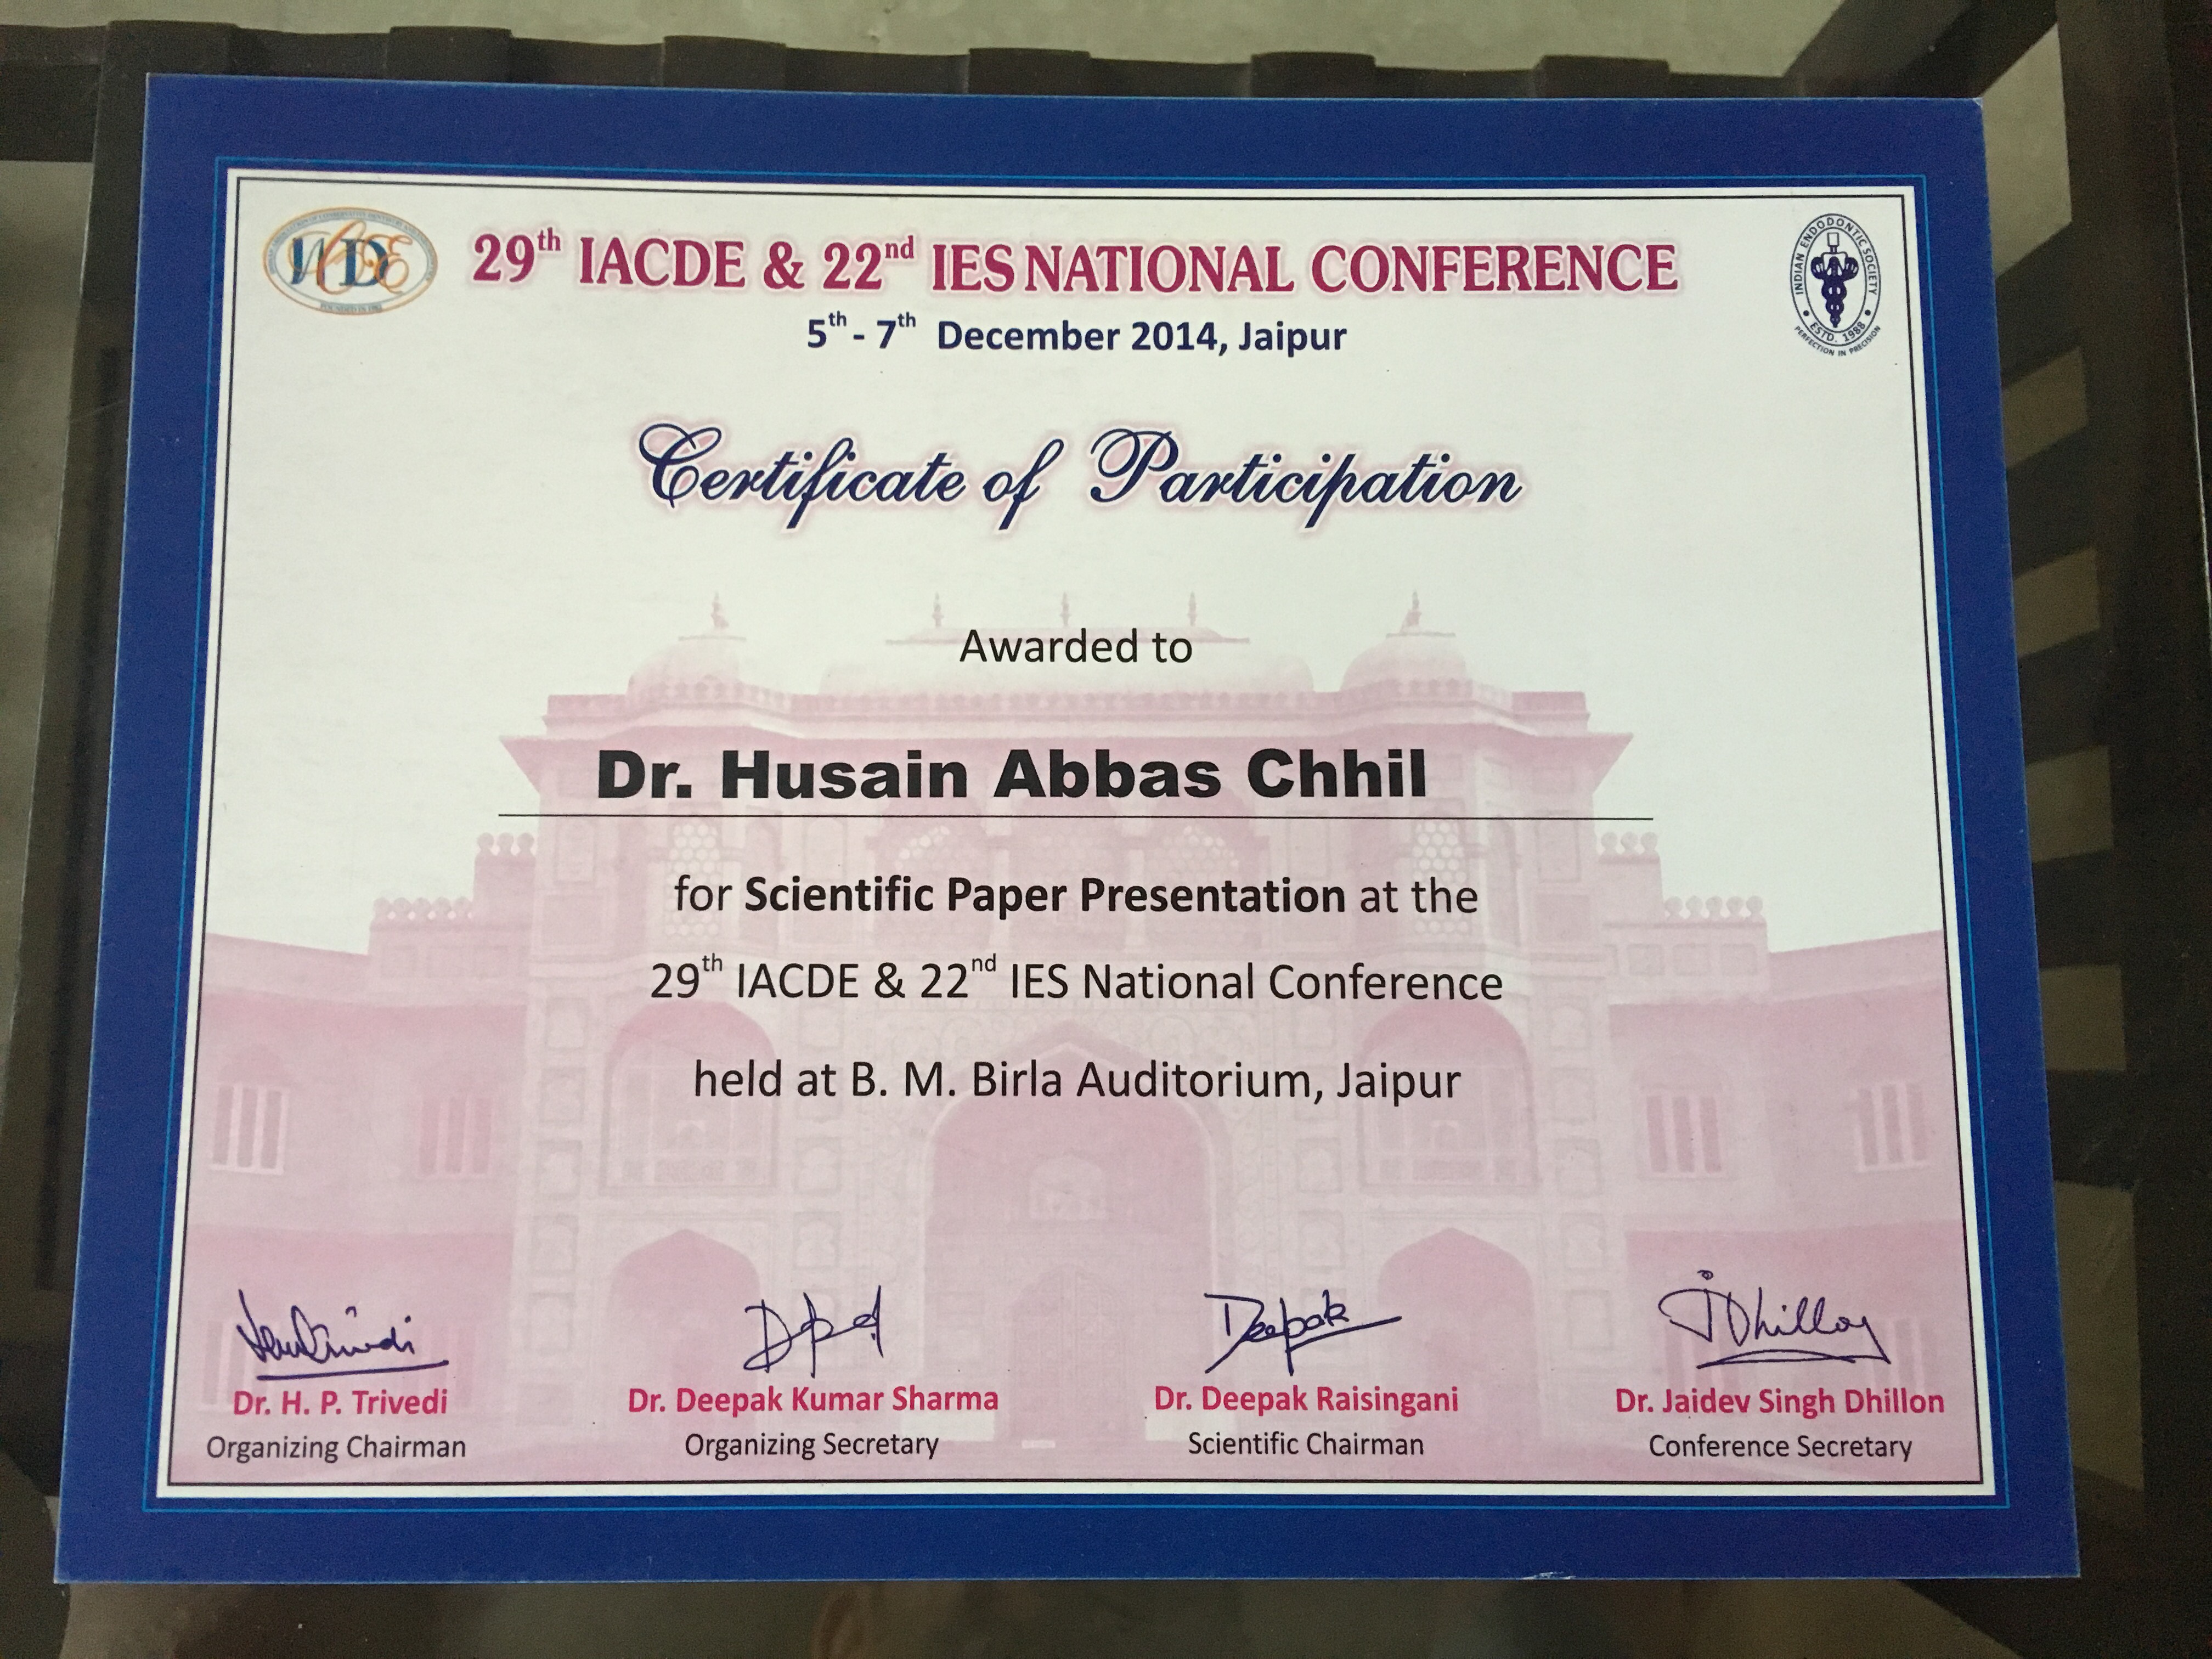 29th IACDE & 22nd IES NATIONAL CONFERENCE
5th - 7th December 2014, Jaipur
INDIAN ENDODONTIC SOCIETY
ESTD. 1988
PERFECTION IN PRECISION
Certificate of Participation
Awarded to
Dr. Husain Abbas Chhil
for Scientific Paper Presentation at the
29th IACDE & 22nd IES National Conference
held at B. M. Birla Auditorium, Jaipur
Deepak
JDhillon
Dr. H. P. Trivedi
Dr. Deepak Kumar Sharma
Dr. Deepak Raisingani
Dr. Jaidev Singh Dhillon
Organizing Chairman
Organizing Secretary
Scientific Chairman
Conference Secretary